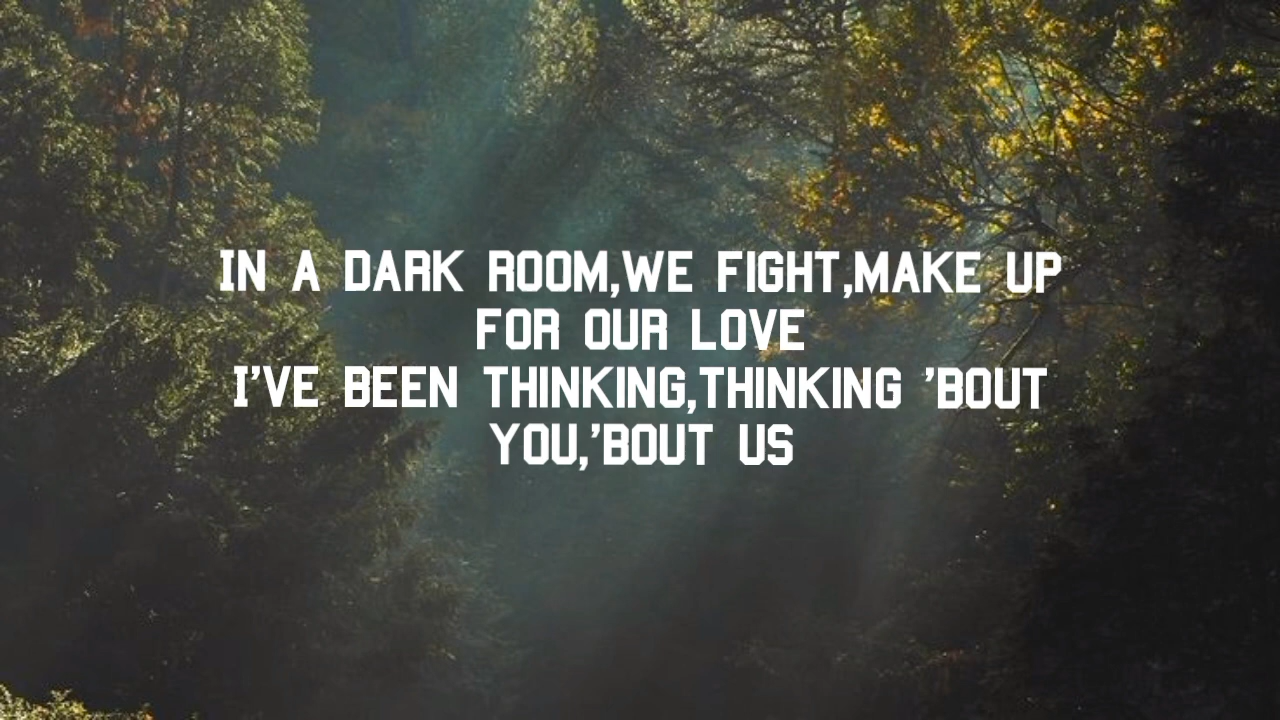 IN A DARK ROOM,WE FIGHT,MAKE UP
FOR OUR LOVE
I'VE BEEN THINKING,THINKING 'BOUT
YOU,'BOUT US